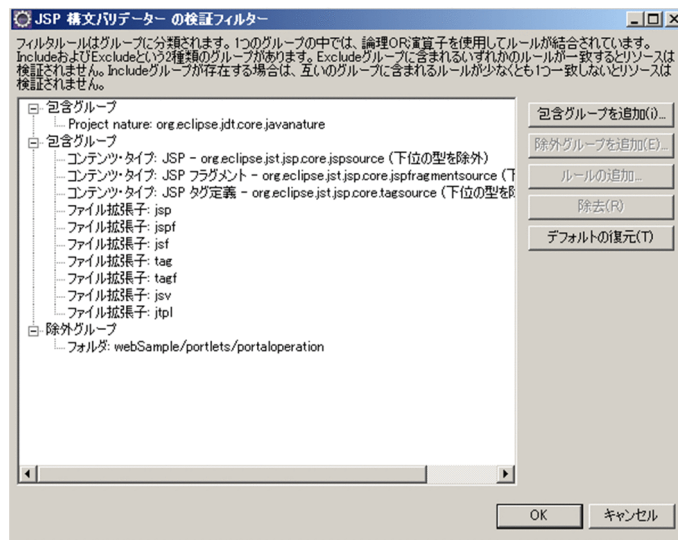 JSP 構文バリデーター の検証フィルター
フィルタルールはグループに分類されます。1つのグループの中では、論理OR演算子を使用してルールが結合されています。
IncludeおよびExcludeという2種類のグループがあります。Excludeグループに含まれるいずれかのルールが一致するとリソースは
検証されません。Includeグループが存在する場合は、互いのグループに含まれるルールが少なくとも1つ一致しないとリソースは
検証されません。
包含グループ
Project nature: org.eclipse.jdt.core.javanature
包含グループ
コンテンツ・タイプ: JSP - org.eclipse.jst.jsp.core.jspsource (下位の型を除外)
コンテンツ・タイプ: JSP フラグメント - org.eclipse.jst.jsp.core.jspfragmentsource (下
コンテンツ・タイプ: JSP タグ定義 - org.eclipse.jst.jsp.core.tagsource (下位の型を除
ファイル拡張子: jsp
ファイル拡張子: jspf
ファイル拡張子: jsf
ファイル拡張子: tag
ファイル拡張子: tagf
ファイル拡張子: jsv
ファイル拡張子: jtpl
除外グループ
フォルダ: webSample/portlets/portaloperation
包含グループを追加(i)...
除外グループを追加(E)...
ルールの追加...
除去(R)
デフォルトの復元(T)
OK
キャンセル